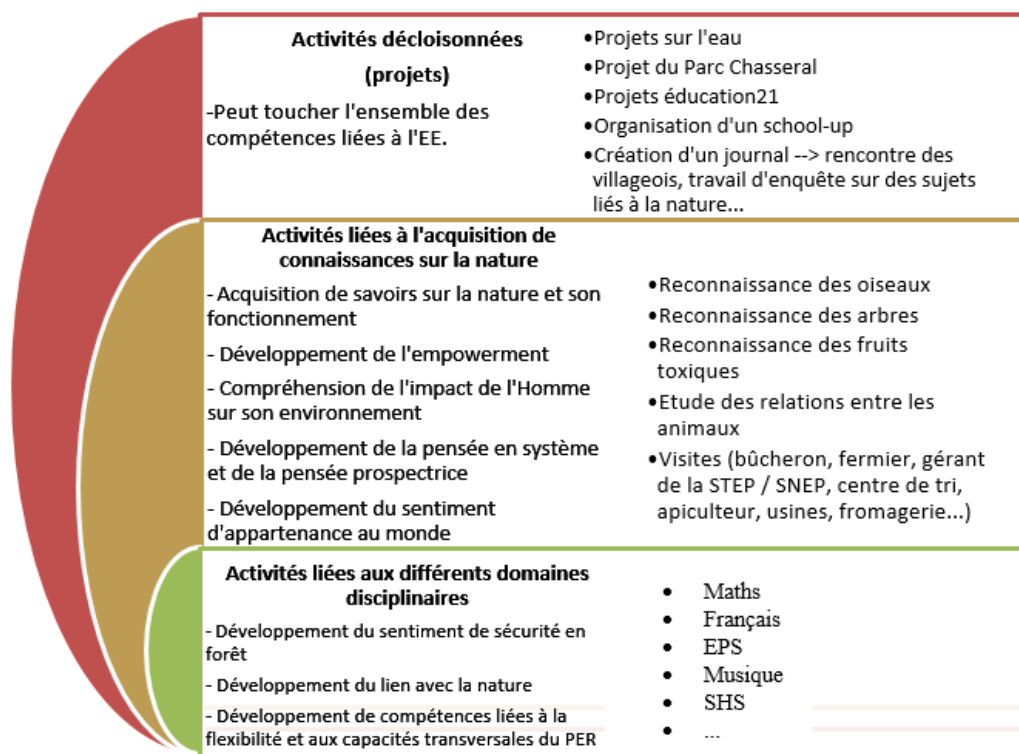 Activités décloisonnées
(projets)
-Peut toucher l'ensemble des
compétences liées à l'EE.
•Projets sur l'eau
•Projet du Parc Chasseral
•Projets éducation21
•Organisation d'un school-up
•Création d'un journal --> rencontre des
villageois, travail d'enquête sur des sujets
liés à la nature...
Activités liées à l'acquisition de
connaissances sur la nature
- Acquisition de savoirs sur la nature et son
fonctionnement
- Développement de l'empowerment
- Compréhension de l'impact de l'Homme
sur son environnement
- Développement de la pensée en système
et de la pensée prospectrice
- Développement du sentiment
d'appartenance au monde
•Reconnaissance des oiseaux
•Reconnaissance des arbres
•Reconnaissance des fruits
toxiques
•Etude des relations entre les
animaux
•Visites (bûcheron, fermier, gérant
de la STEP / SNEP, centre de tri,
apiculteur, usines, fromagerie...)
Activités liées aux différents domaines
disciplinaires
- Développement du sentiment de sécurité en
forêt
- Développement du lien avec la nature
- Développement de compétences liées à la
flexibilité et aux capacités transversales du PER
• Maths
• Français
• EPS
• Musique
• SHS
• ...